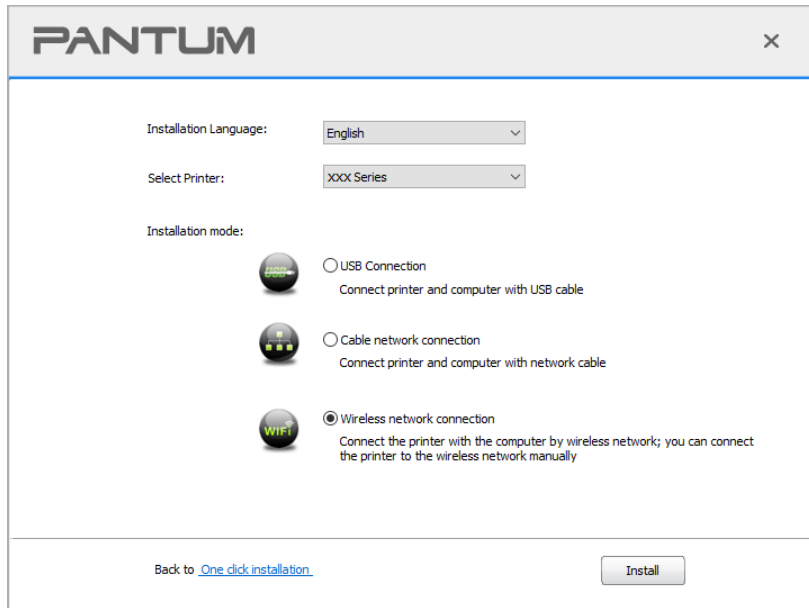 PANTUM
Installation Language:
English
Select Printer:
XXX Series
Installation mode:
USB
USB Connection
Connect printer and computer with USB cable
Cable network connection
Connect printer and computer with network cable
WIFI
Wireless network connection
Connect the printer with the computer by wireless network; you can connect
the printer to the wireless network manually
Back to One click installation
Install